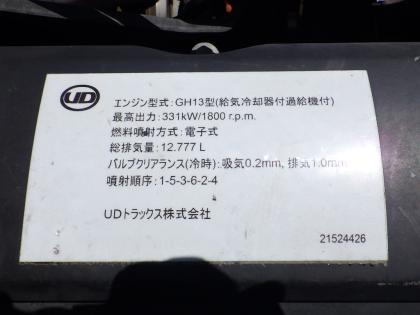 UD
エンジン型式：GH13型(給気冷却器付過給機付)
最高出力：331kW/1800 r.p.m.
燃料噴射方式：電子式
総排気量：12.777 L
バルブクリアランス(冷時)：吸気0.2mm, 排気1.0mm
噴射順序：1-5-3-6-2-4
UDトラックス株式会社
21524426